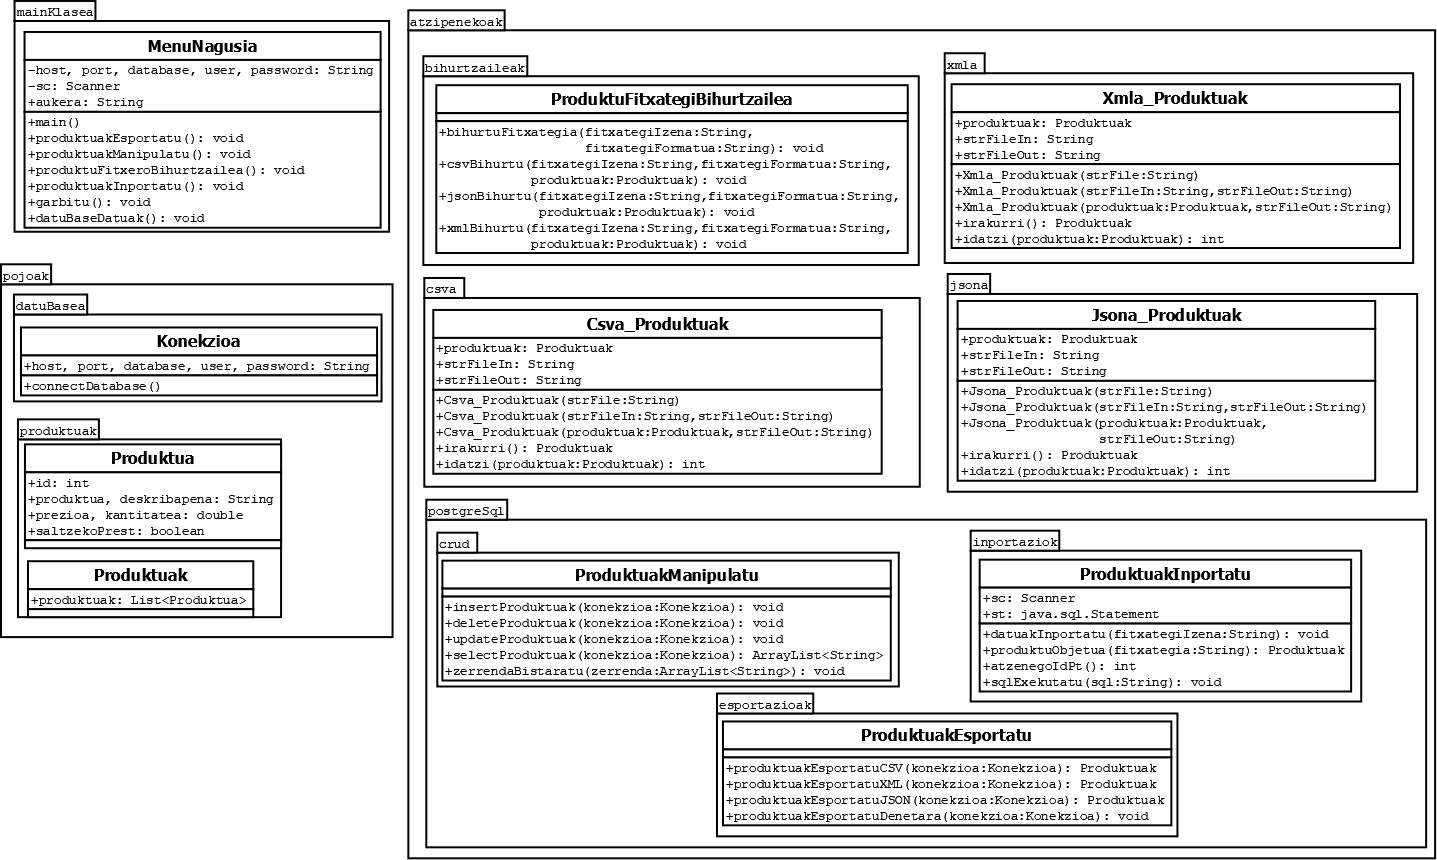 mainKlasea
MenuNagusia
-host, port, database, user, password: String
-sc: Scanner
+aukera: String
+main()
+produktuakEsportatu(): void
+produktuakManipulatu(): void
+produktuFitxeroBihurtzailea(): void
+produktuakInportatu(): void
+garbitu(): void
+datuBaseDatuak(): void
pojoak
datuBasea
Konekzioa
+host, port, database, user, password: String
+connectDatabase()
produktuak
Produktua
+id: int
+produktua, deskribapena: String
+prezioa, kantitatea: double
+saltzekoPrest: boolean
Produktuak
+produktuak: List<Produktua>
atzipenekoak
bihurtzaileak
ProduktuFitxategiBihurtzailea
+bihurtuFitxategia(fitxategiIzena:String,
fitxategiFormatua:String): void
+csvBihurtu(fitxategiIzena:String,fitxategiFormatua:String,
produktuak:Produktuak): void
+jsonBihurtu(fitxategiIzena:String,fitxategiFormatua:String,
produktuak:Produktuak): void
+xmlBihurtu(fitxategiIzena:String,fitxategiFormatua:String,
produktuak:Produktuak): void
xmla
Xmla_Produktuak
+produktuak: Produktuak
+strFileIn: String
+strFileOut: String
+Xmla_Produktuak(strFile:String)
+Xmla_Produktuak(strFileIn:String,strFileOut:String)
+Xmla_Produktuak(produktuak:Produktuak,strFileOut:String)
+irakurri(): Produktuak
+idatzi(produktuak:Produktuak): int
csva
Csva_Produktuak
+produktuak: Produktuak
+strFileIn: String
+strFileOut: String
+Csva_Produktuak(strFile:String)
+Csva_Produktuak(strFileIn:String,strFileOut:String)
+Csva_Produktuak(produktuak:Produktuak,strFileOut:String)
+irakurri(): Produktuak
+idatzi(produktuak:Produktuak): int
jsona
Jsona_Produktuak
+produktuak: Produktuak
+strFileIn: String
+strFileOut: String
+Jsona_Produktuak(strFile:String)
+Jsona_Produktuak(strFileIn:String,strFileOut:String)
+Jsona_Produktuak(produktuak:Produktuak,
strFileOut:String)
+irakurri(): Produktuak
+idatzi(produktuak:Produktuak): int
postgreSql
crud
ProduktuakManipulatu
+insertProduktuak(konekzioa:Konekzioa): void
+deleteProduktuak(konekzioa:Konekzioa): void
+updateProduktuak(konekzioa:Konekzioa): void
+selectProduktuak(konekzioa:Konekzioa): ArrayList<String>
+zerrendaBistaratu(zerrenda:ArrayList<String>): void
inportaziok
ProduktuakInportatu
+sc: Scanner
+st: java.sql.Statement
+datuakInportatu(fitxategiIzena:String): void
+produktuObjetua(fitxategia:String): Produktuak
+atzenegoIdPt(): int
+sqlExekutatu(sql:String): void
esportazioak
ProduktuakEsportatu
+produktuakEsportatuCSV(konekzioa:Konekzioa): Produktuak
+produktuakEsportatuXML(konekzioa:Konekzioa): Produktuak
+produktuakEsportatuJSON(konekzioa:Konekzioa): Produktuak
+produktuakEsportatuDenetara(konekzioa:Konekzioa): void